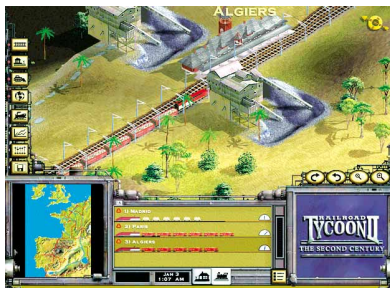 ALGIERS
1) MADRID
2) PARIS
3) ALGIERS
RAILROAD
TYCOON II
THE SECOND CENTURY
JAN 3
1:07 AM